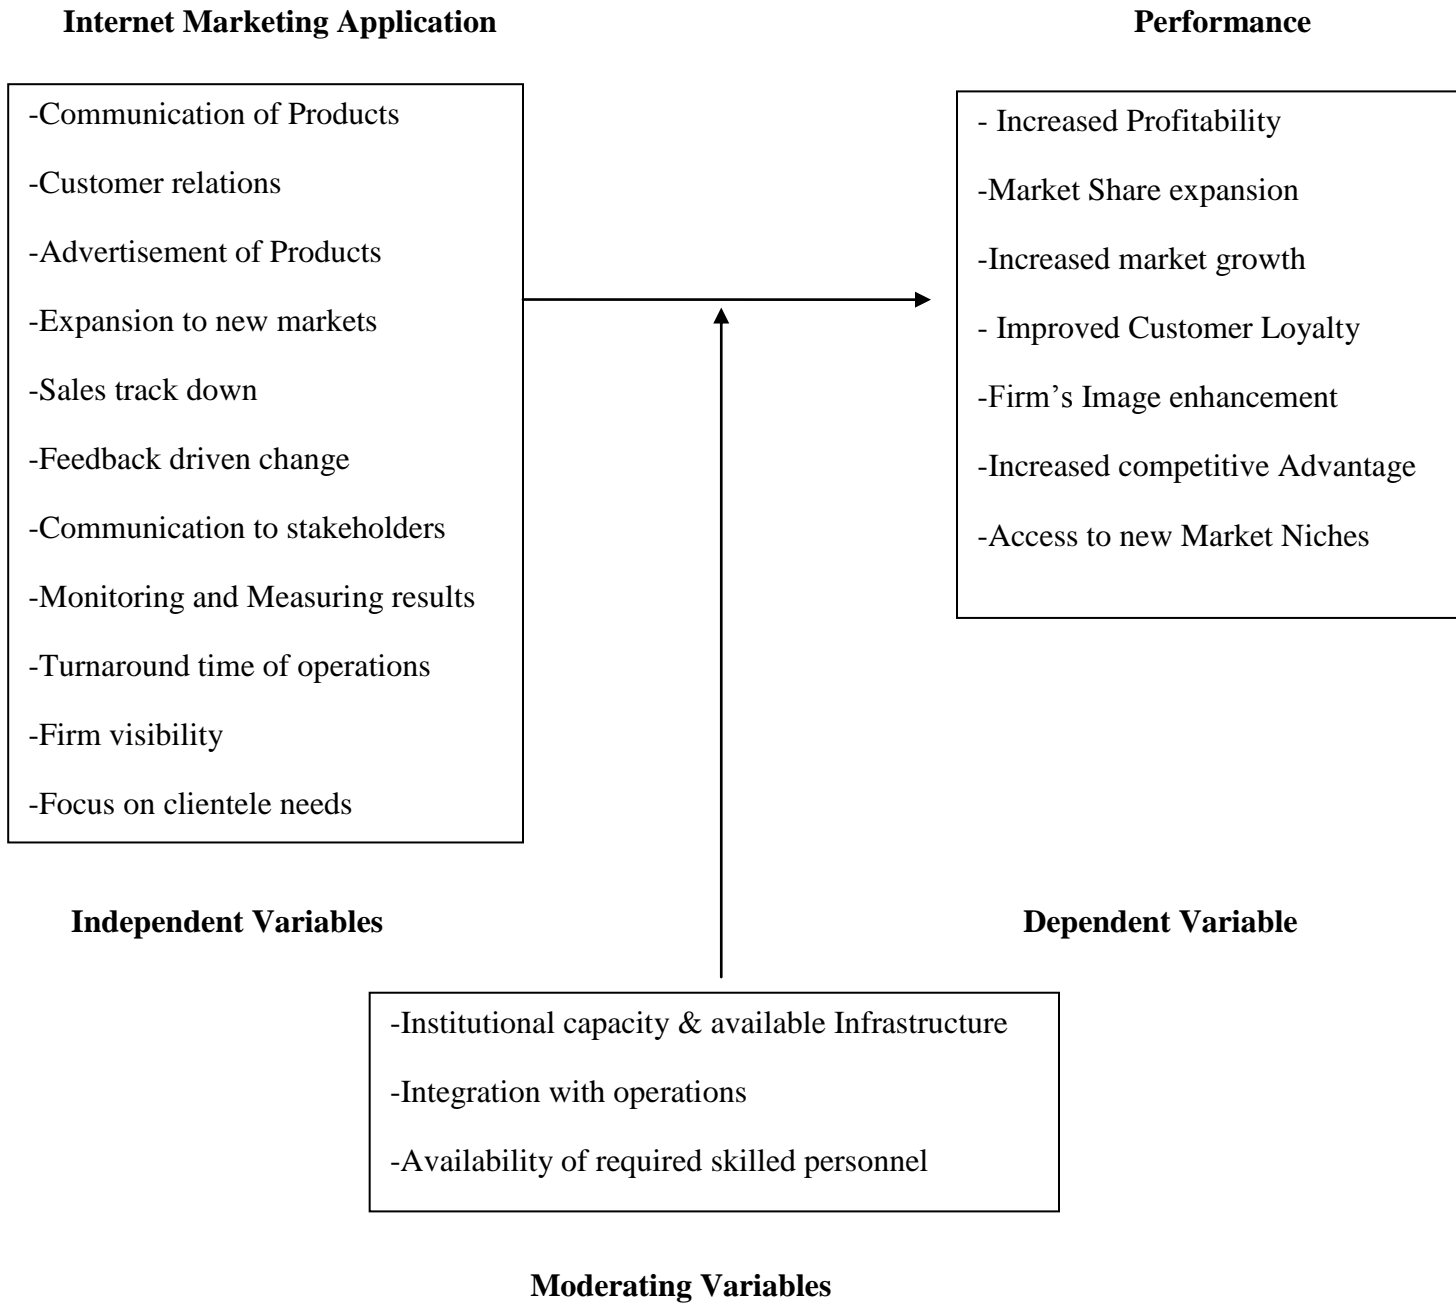 Internet Marketing Application
Performance
-Communication of Products
-Customer relations
-Advertisement of Products
-Expansion to new markets
-Sales track down
-Feedback driven change
-Communication to stakeholders
-Monitoring and Measuring results
-Turnaround time of operations
-Firm visibility
-Focus on clientele needs
- Increased Profitability
-Market Share expansion
-Increased market growth
- Improved Customer Loyalty
-Firm’s Image enhancement
-Increased competitive Advantage
-Access to new Market Niches
Independent Variables
Dependent Variable
-Institutional capacity & available Infrastructure
-Integration with operations
-Availability of required skilled personnel
Moderating Variables